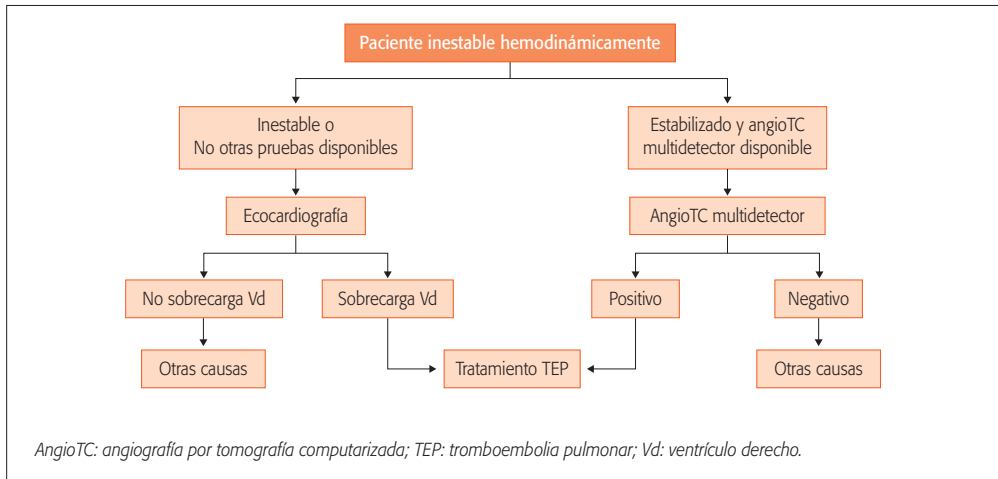 Paciente inestable hemodinámicamente
Inestable o
No otras pruebas disponibles
Estabilizado y angioTC
multidetector disponible
Ecocardiografía
AngioTC multidetector
No sobrecarga Vd
Sobrecarga Vd
Positivo
Negativo
Otras causas
Tratamiento TEP
Otras causas
AngioTC: angiografía por tomografía computarizada; TEP: tromboembolia pulmonar; Vd: ventrículo derecho.